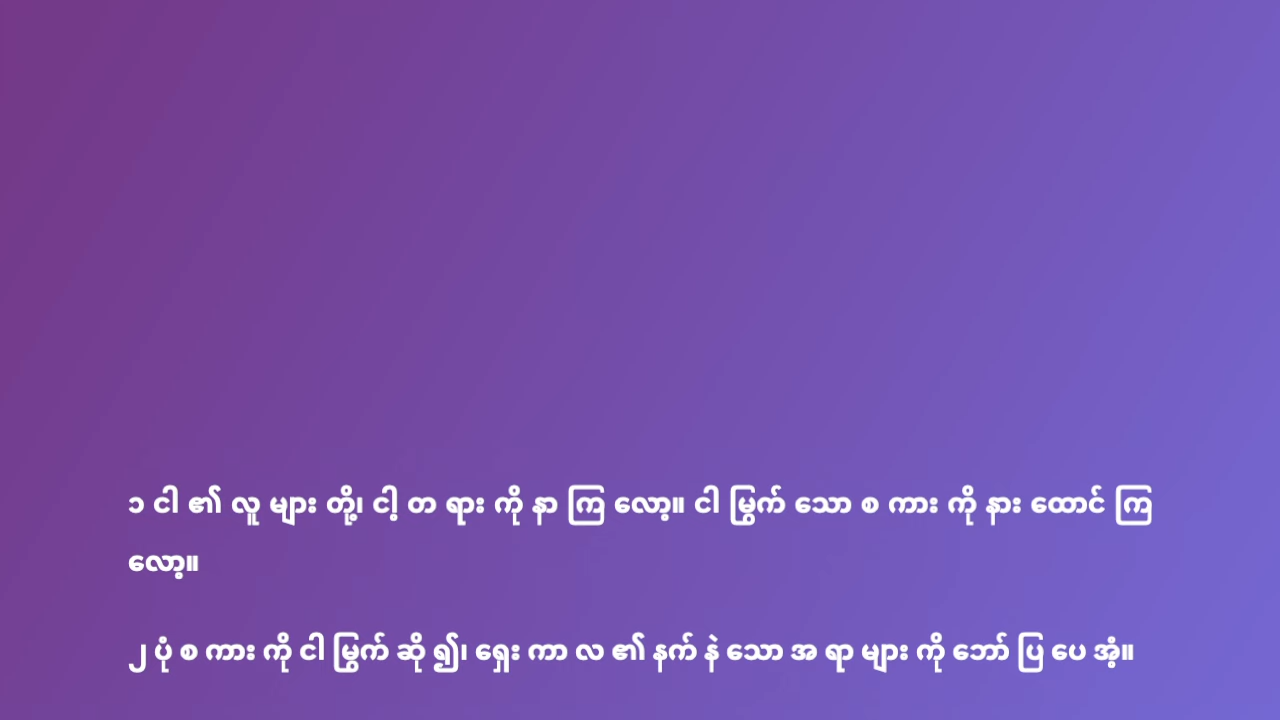 ၁ ငါ ၏ လူ များ တို့၊ ငါ့ တ ရား ကို နာ ကြ လော့။ ငါ မြွက် သော စ ကား ကို နား ထောင် ကြ
လော့။
၂ ပုံ စ ကား ကို ငါ မြွက် ဆို ၍၊ ရှေး ကာ လ ၏ နက် နဲ သော အ ရာ များ ကို ဘော် ပြ ပေ အံ့။